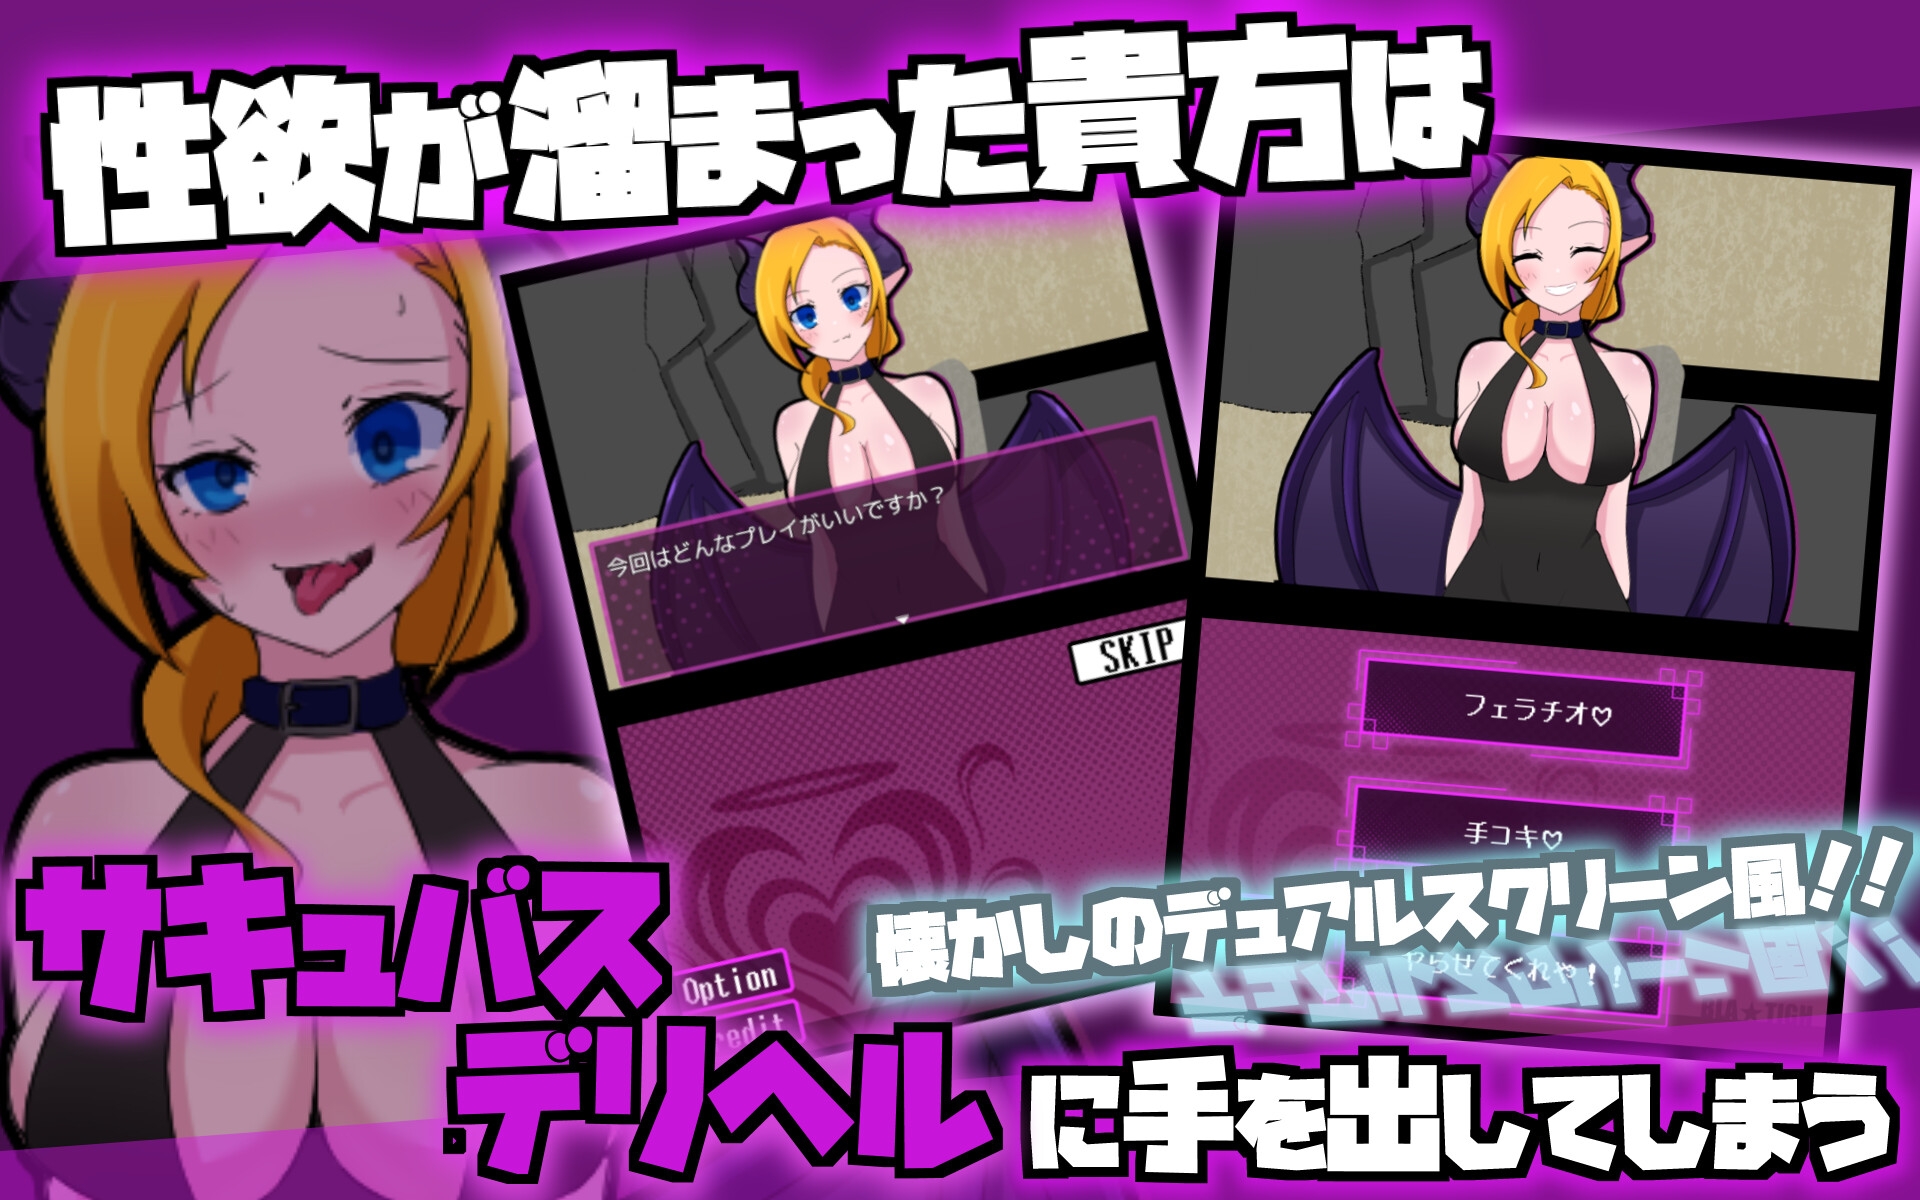 性欲が溜まった貴方は
今回はどんなプレイがいいですか？
SKIP
フェラチオ♡
手コキ♡
懐かしのデュアルスクリーン風！！
ヤらせてくれや！！
Option
サキュバス
デリヘル
に手を出してしまう